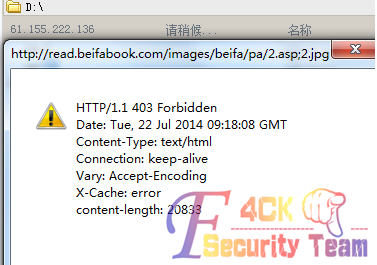 D:\
61.155.222.136 请稍候... 名称
http://read.beifabook.com/images/beifa/pa/2.asp;2.jpg
HTTP/1.1 403 Forbidden
Date: Tue, 22 Jul 2014 09:18:08 GMT
Content-Type: text/html
Connection: keep-alive
Vary: Accept-Encoding
X-Cache: error
content-length: 20833
F4CK
Security Team